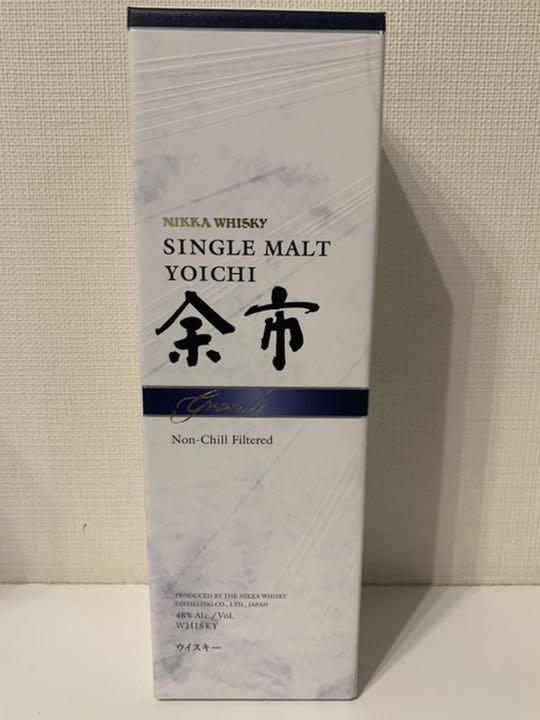 NIKKA WHISKY
SINGLE MALT
YOICHI
余市
Grande
Non-Chill Filtered
PRODUCED BY THE NIKKA WHISKY
DISTILLING CO., LTD., JAPAN
48% Alc./Vol.
WHISKY
ウイスキー